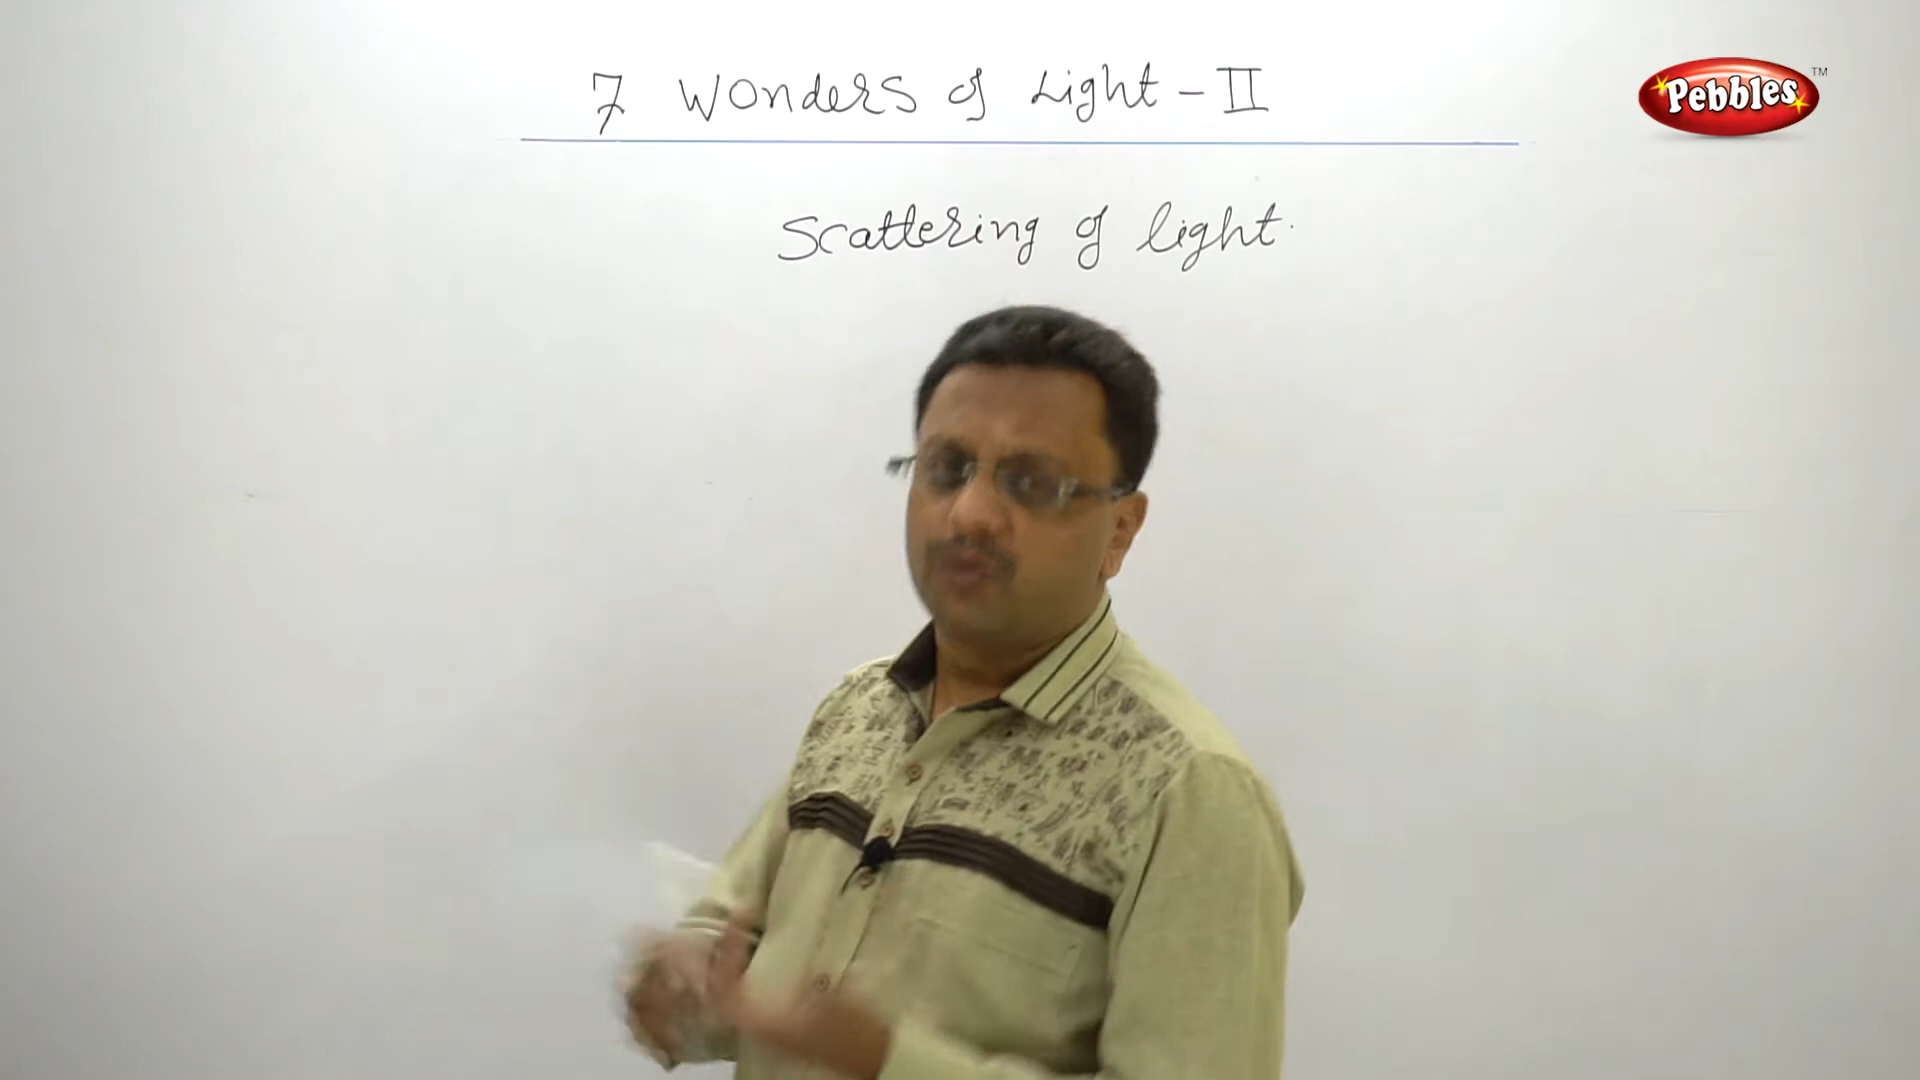 7 Wonders of Light - II
Pebbles TM
Scattering of light.